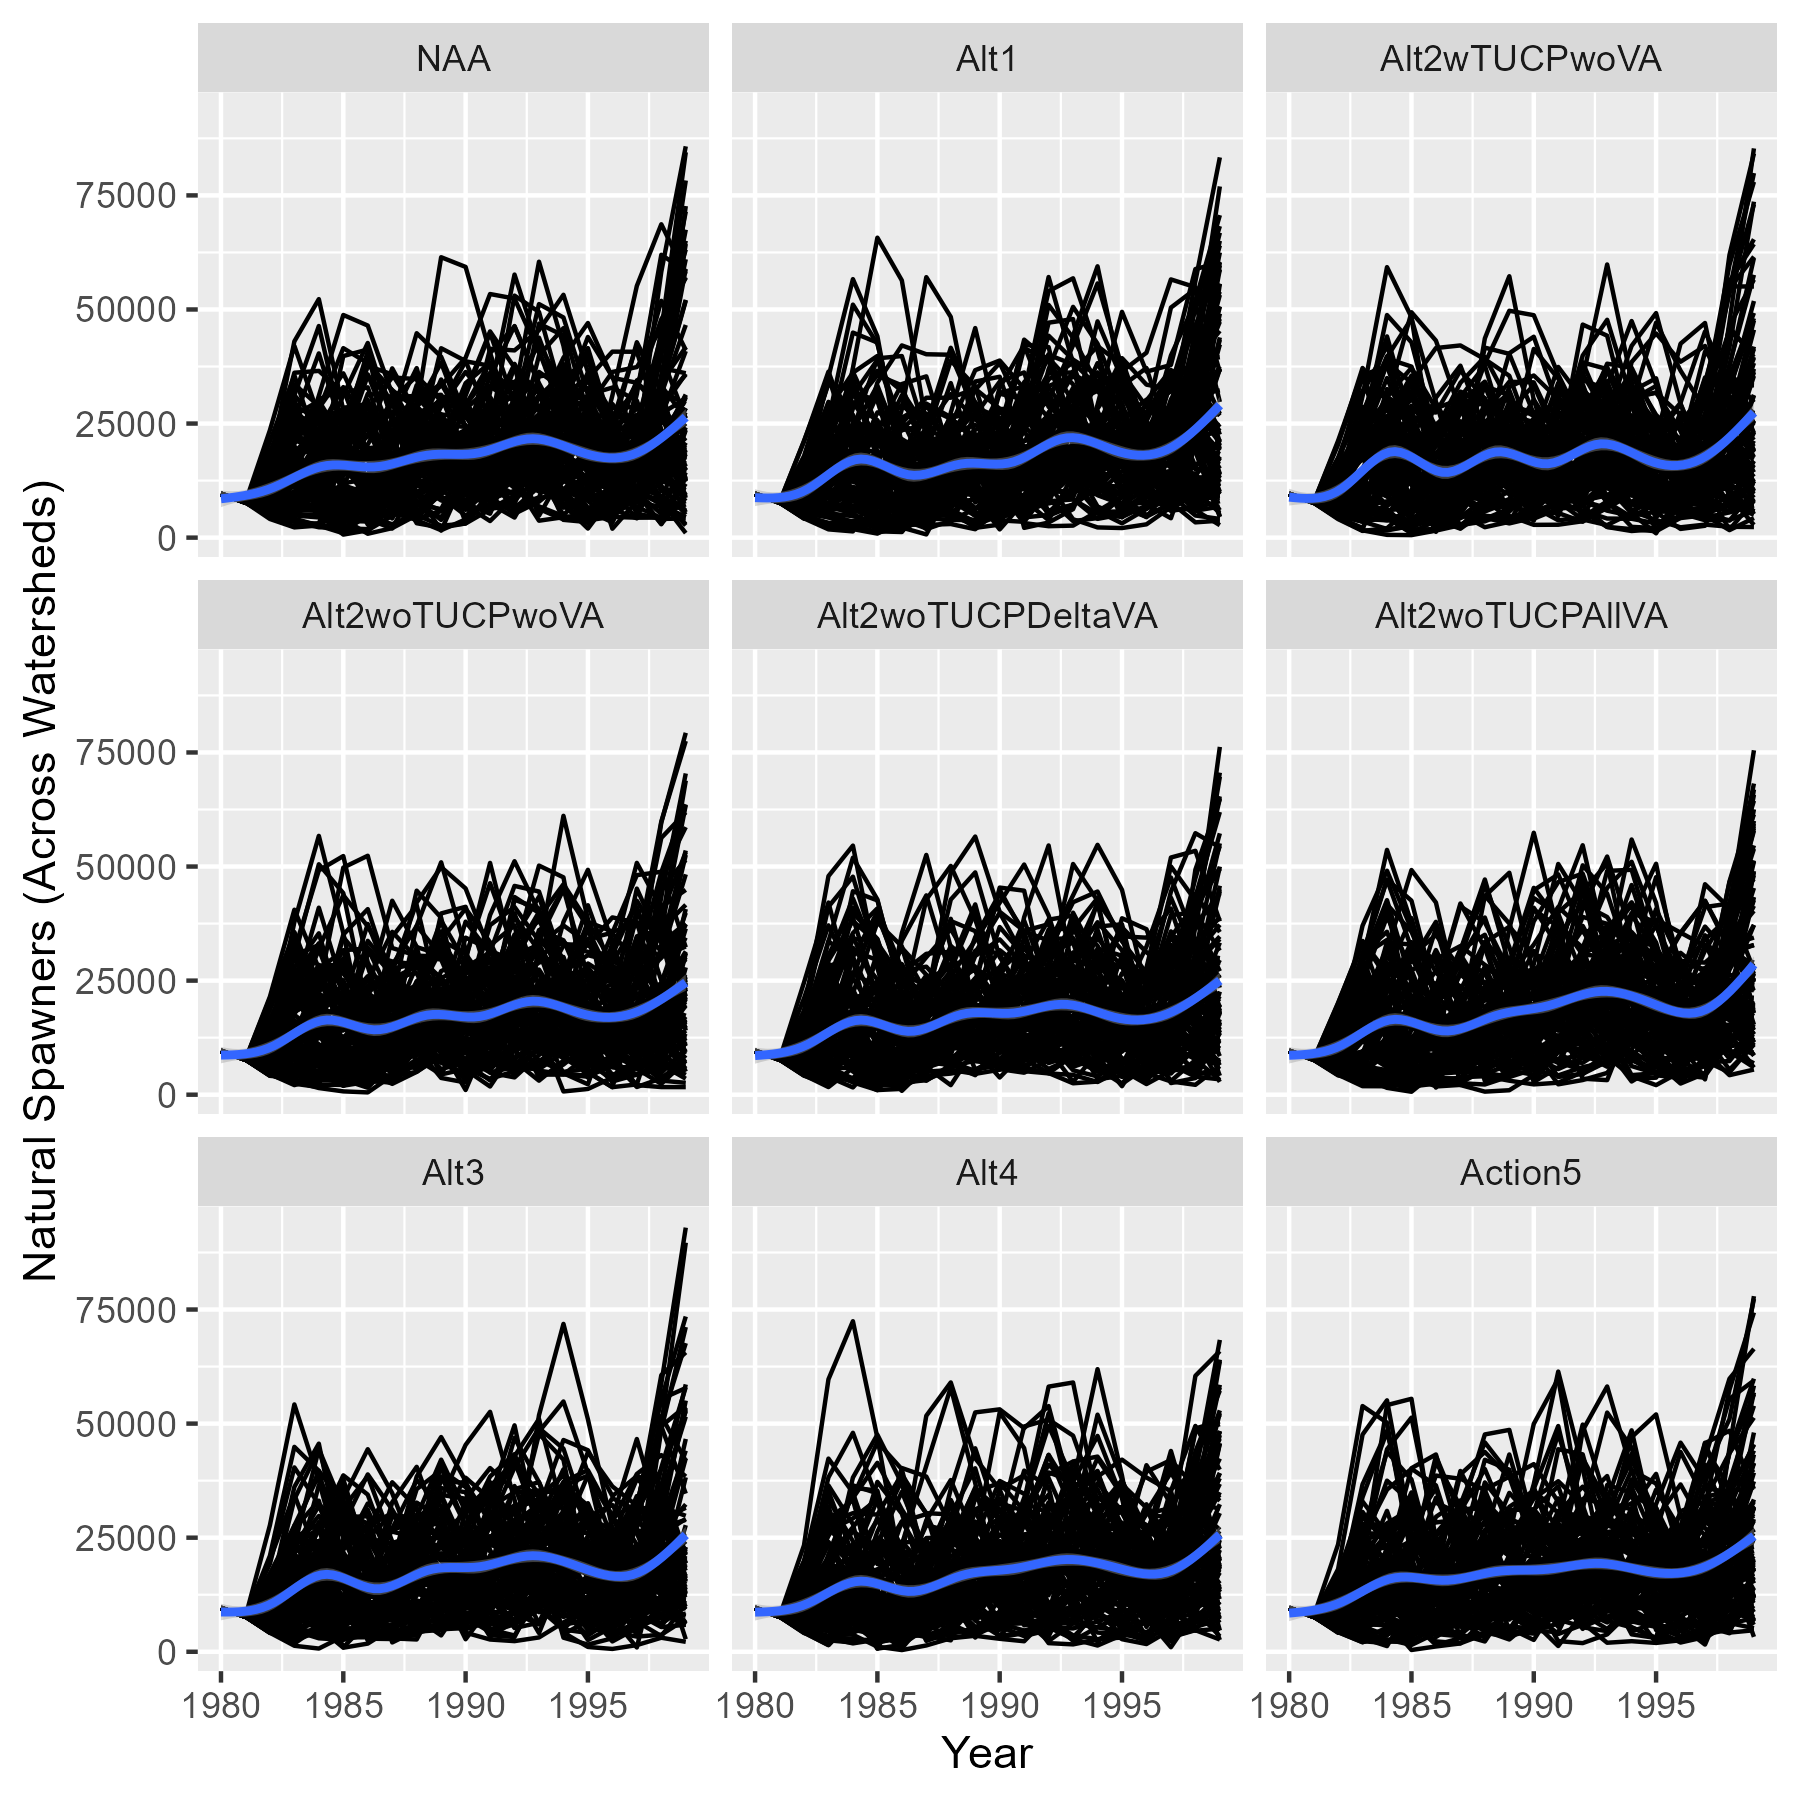 NAA
Alt1
Alt2wTUCPwoVA
75000
50000
25000
0
Alt2woTUCPwoVA
Alt2woTUCPDeltaVA
Alt2woTUCPAllVA
75000
50000
25000
0
Alt3
Alt4
Action5
75000
50000
25000
0
1980 1985 1990 1995
1980 1985 1990 1995
1980 1985 1990 1995
Year
Natural Spawners (Across Watersheds)